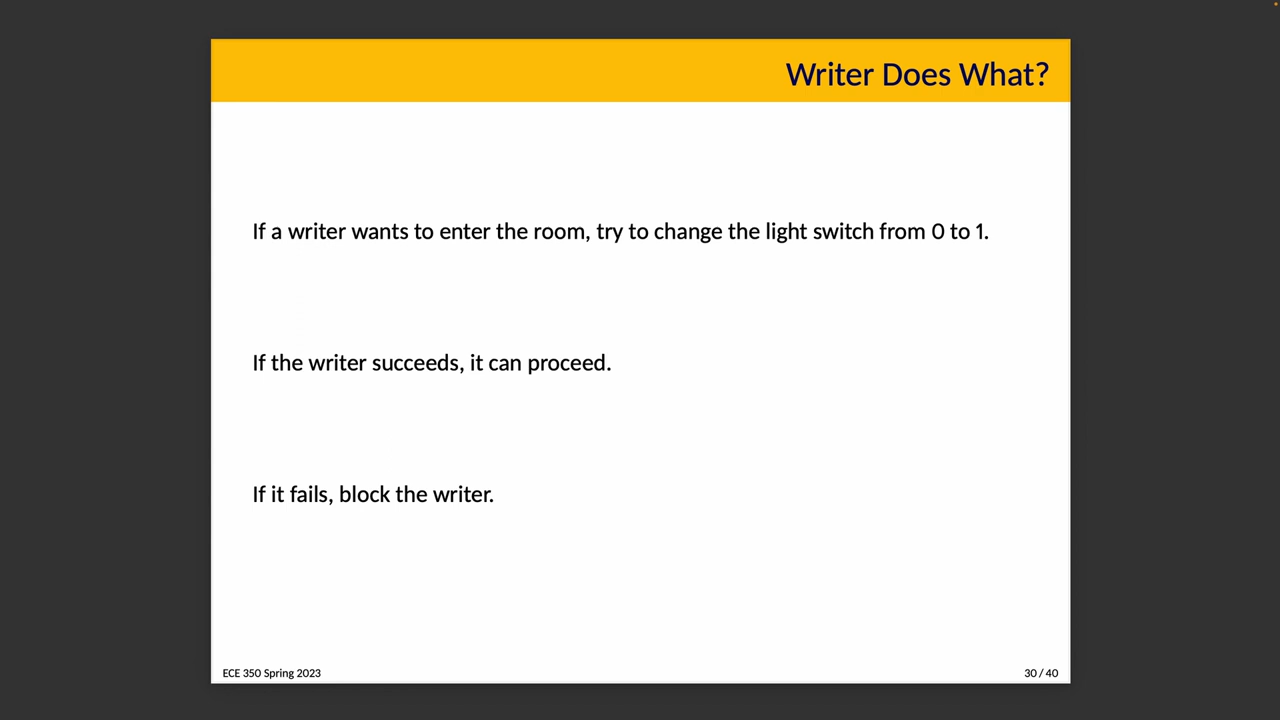 Writer Does What?
If a writer wants to enter the room, try to change the light switch from 0 to 1.
If the writer succeeds, it can proceed.
If it fails, block the writer.
ECE 350 Spring 2023
30 / 40